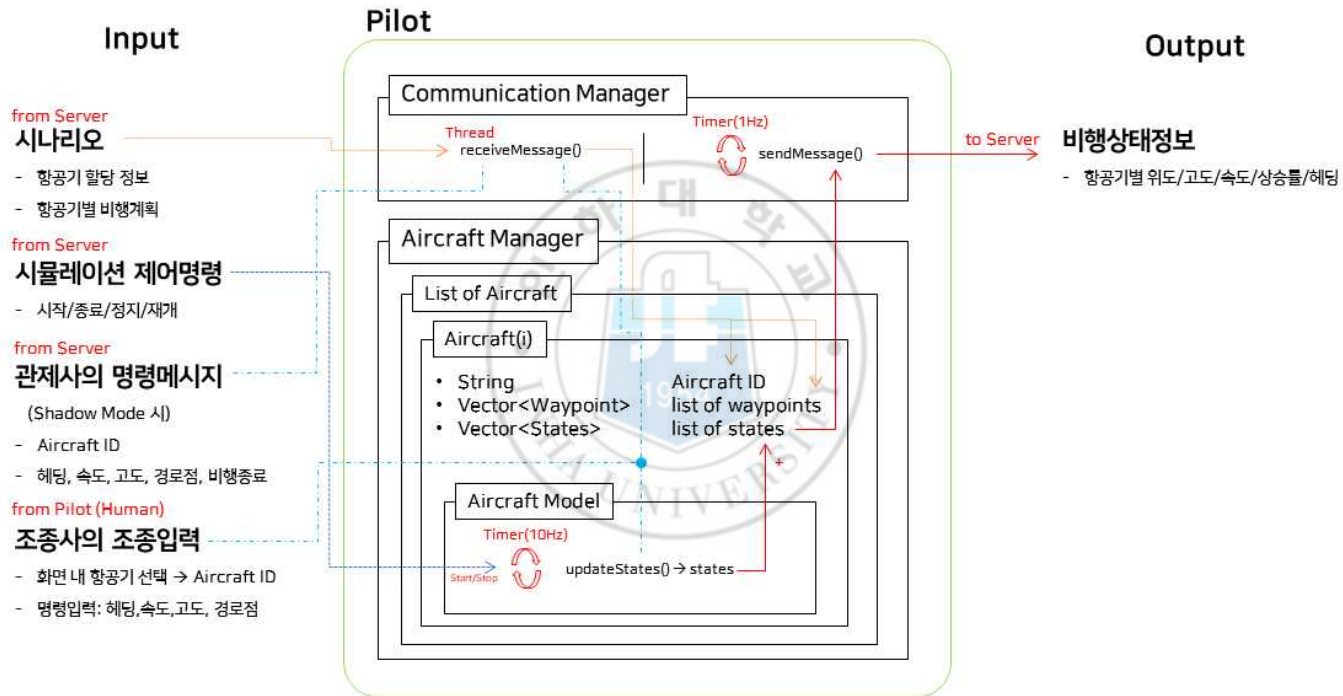 Input
from Server
시나리오
- 항공기 할당 정보
- 항공기별 비행계획
from Server
시뮬레이션 제어명령
- 시작/종료/정지/재개
from Server
관제사의 명령메시지
(Shadow Mode 시)
- Aircraft ID
- 헤딩, 속도, 고도, 경로점, 비행종료
from Pilot (Human)
조종사의 조종입력
- 화면 내 항공기 선택 → Aircraft ID
- 명령입력: 헤딩,속도,고도, 경로점
Pilot
Communication Manager
Thread
receiveMessage()
Timer(1Hz)
sendMessage()
Aircraft Manager
List of Aircraft
Aircraft(i)
• String Aircraft ID
• Vector<Waypoint> list of waypoints
• Vector<States> list of states
+
Aircraft Model
Timer(10Hz)
Start/Stop
updateStates() → states
to Server
Output
비행상태정보
- 항공기별 위도/고도/속도/상승률/헤딩
인하대학교
1954
INHA UNIVERSITY